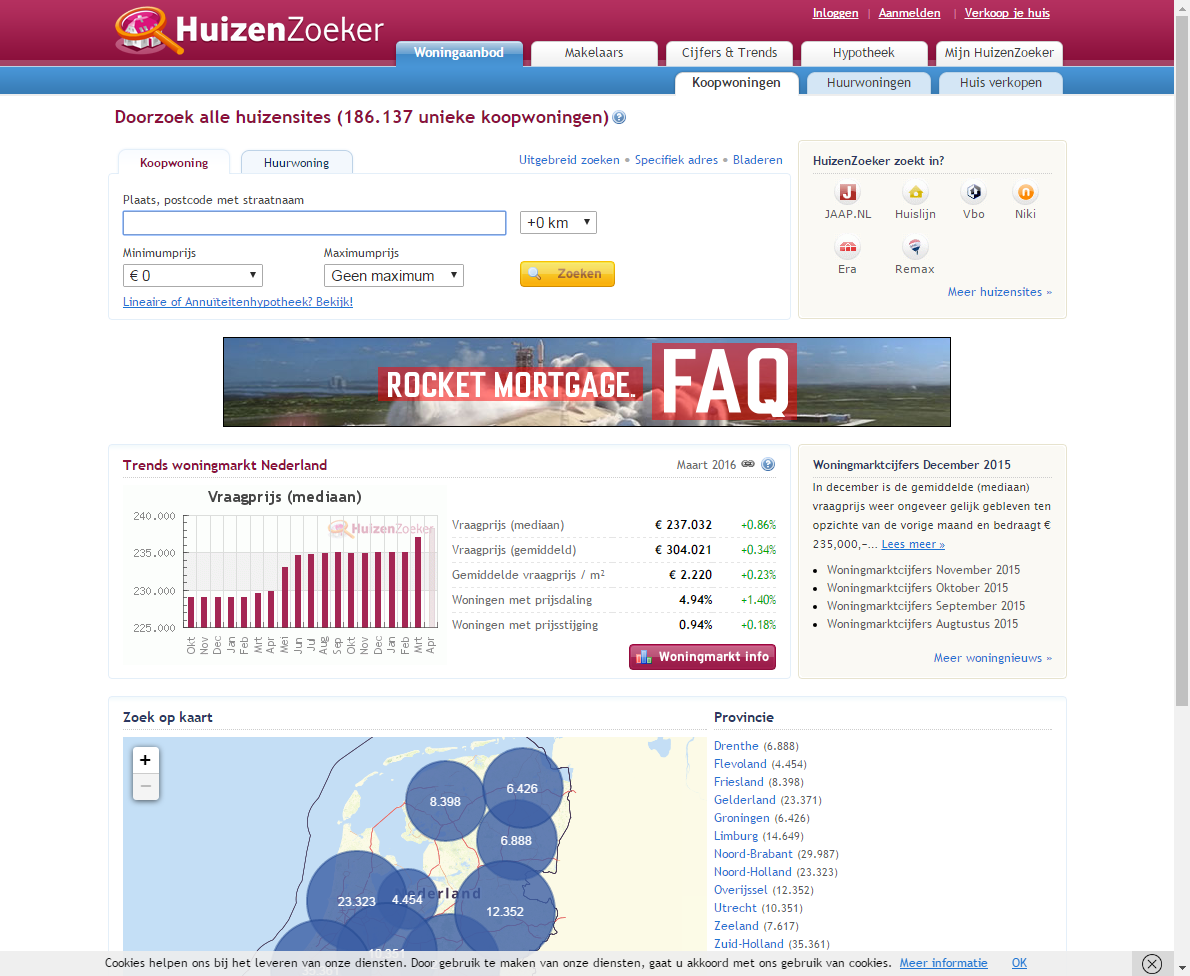 HuizenZoeker
Inloggen | Aanmelden | Verkoop je huis
Woningaanbod
Makelaars
Cijfers & Trends
Hypotheek
Mijn HuizenZoeker
Koopwoningen
Huurwoningen
Huis verkopen
Doorzoek alle huizensites (186.137 unieke koopwoningen)
Koopwoning
Huurwoning
Uitgebreid zoeken • Specifiek adres • Bladeren
Plaats, postcode met straatnaam
+0 km
Minimumprijs
Maximumprijs
€ 0
Geen maximum
Zoeken
Lineaire of Annuïteitenhypotheek? Bekijk!
HuizenZoeker zoekt in?
JAAP.NL
Huislijn
Vbo
Niki
Era
Remax
Meer huizensites »
ROCKET MORTGAGE. FAQ
Trends woningmarkt Nederland
Maart 2016
Vraagprijs (mediaan)
HuizenZoeker
240.000
235.000
230.000
225.000
Okt Nov Dec Jan Feb Mrt Apr Mei Jun Jul Aug Sep Okt Nov Dec Jan Feb Mrt Apr
Vraagprijs (mediaan) € 237.032 +0.86%
Vraagprijs (gemiddeld) € 304.021 +0.34%
Gemiddelde vraagprijs / m² € 2.220 +0.23%
Woningen met prijsdaling 4.94% +1.40%
Woningen met prijsstijging 0.94% +0.18%
Woningmarkt info
Woningmarktcijfers December 2015
In december is de gemiddelde (mediaan)
vraagprijs weer ongeveer gelijk gebleven ten
opzichte van de vorige maand en bedraagt €
235,000,-... Lees meer »
Woningmarktcijfers November 2015
Woningmarktcijfers Oktober 2015
Woningmarktcijfers September 2015
Woningmarktcijfers Augtustus 2015
Meer woningnieuws »
Zoek op kaart
+
−
8.398
6.426
6.888
23.323
4.454
12.352
Provincie
Drenthe (6.888)
Flevoland (4.454)
Friesland (8.398)
Gelderland (23.371)
Groningen (6.426)
Limburg (14.649)
Noord-Brabant (29.987)
Noord-Holland (23.323)
Overijssel (12.352)
Utrecht (10.351)
Zeeland (7.617)
Zuid-Holland (35.361)
Cookies helpen ons bij het leveren van onze diensten. Door gebruik te maken van onze diensten, gaat u akkoord met ons gebruik van cookies. Meer informatie OK